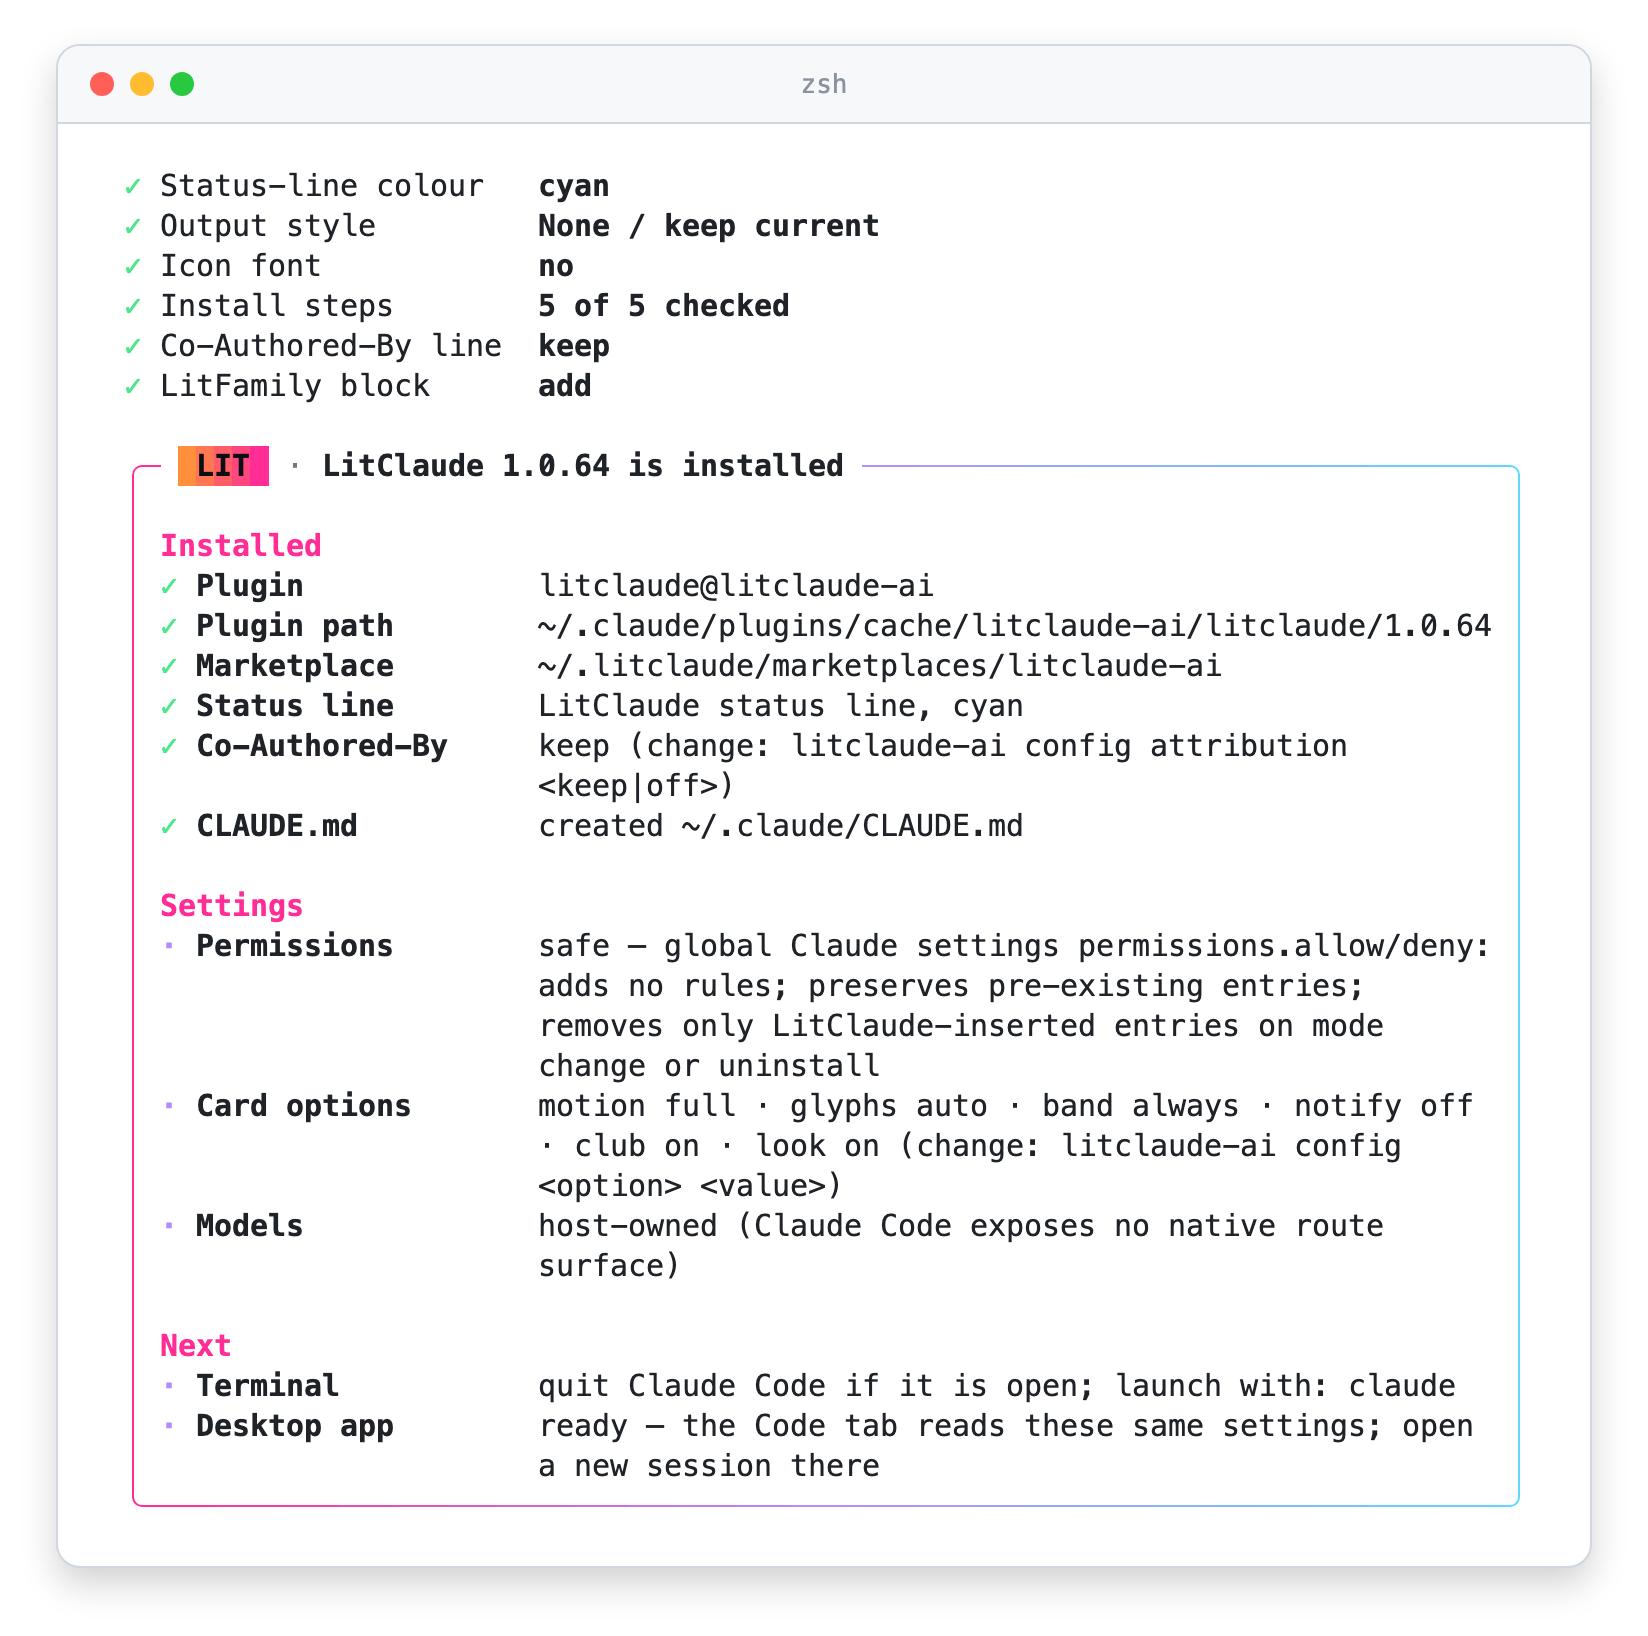 zsh
✓ Status-line colour   cyan
✓ Output style         None / keep current
✓ Icon font            no
✓ Install steps        5 of 5 checked
✓ Co-Authored-By line  keep
✓ LitFamily block      add
LIT · LitClaude 1.0.64 is installed
Installed
✓ Plugin             litclaude@litclaude-ai
✓ Plugin path        ~/.claude/plugins/cache/litclaude-ai/litclaude/1.0.64
✓ Marketplace        ~/.litclaude/marketplaces/litclaude-ai
✓ Status line        LitClaude status line, cyan
✓ Co-Authored-By     keep (change: litclaude-ai config attribution
<keep|off>)
✓ CLAUDE.md          created ~/.claude/CLAUDE.md
Settings
· Permissions        safe — global Claude settings permissions.allow/deny:
adds no rules; preserves pre-existing entries;
removes only LitClaude-inserted entries on mode
change or uninstall
· Card options       motion full · glyphs auto · band always · notify off
· club on · look on (change: litclaude-ai config
<option> <value>)
· Models             host-owned (Claude Code exposes no native route
surface)
Next
· Terminal           quit Claude Code if it is open; launch with: claude
· Desktop app        ready — the Code tab reads these same settings; open
a new session there